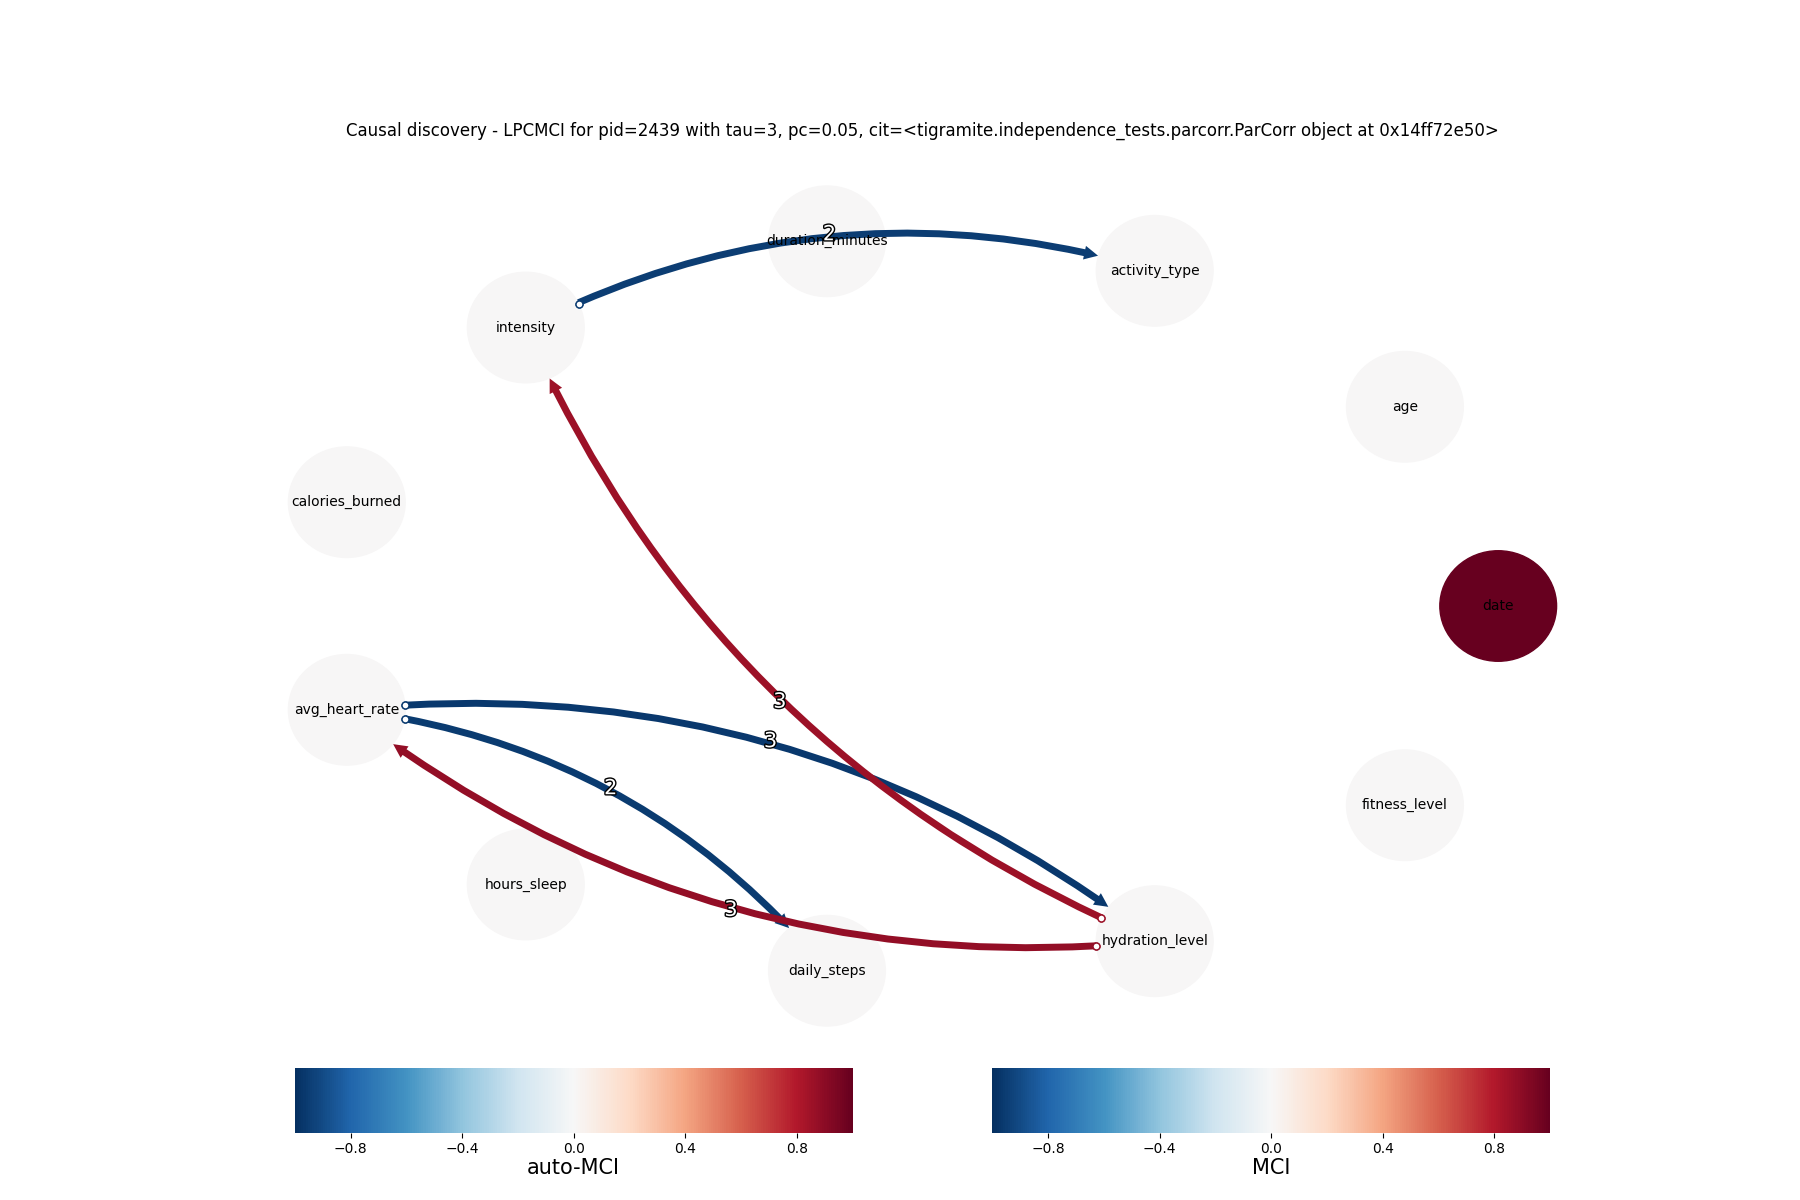 Causal discovery - LPCMCI for pid=2439 with tau=3, pc=0.05, cit=<tigramite.independence_tests.parcorr.ParCorr object at 0x14ff72e50>
2
duration_minutes
activity_type
intensity
age
calories_burned
date
3
avg_heart_rate
3
2
fitness_level
hours_sleep
3
hydration_level
daily_steps
−0.8 −0.4 0.0 0.4 0.8
auto-MCI
−0.8 −0.4 0.0 0.4 0.8
MCI